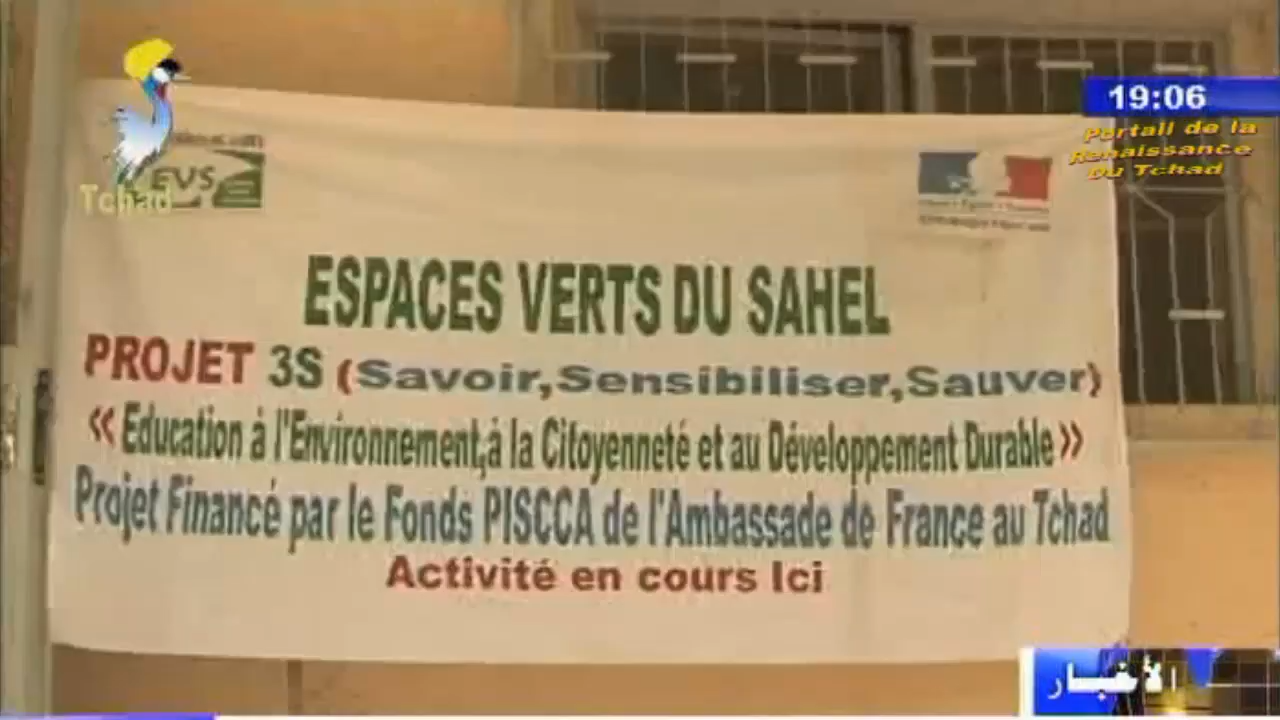 19:06
Portail de la
Renaissance
Du Tchad
Tchad
EVS
ESPACES VERTS DU SAHEL
PROJET 3S (Savoir,Sensibiliser,Sauver)
<< Education à l'Environnement,à la Citoyenneté et au Développement Durable >>
Projet Financé par le Fonds PISCCA de l'Ambassade de France au Tchad
Activité en cours Ici
الأخبار